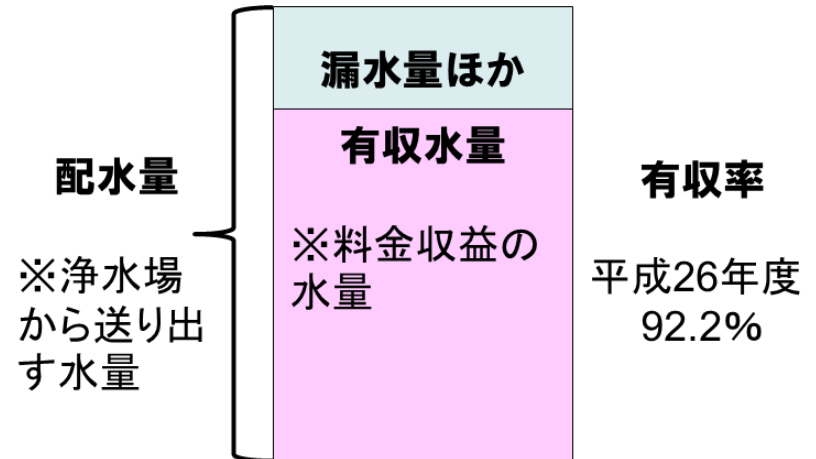 配水量
※浄水場
から送り出
す水量
漏水量ほか
有収水量
※料金収益の
水量
有収率
平成26年度
92.2%